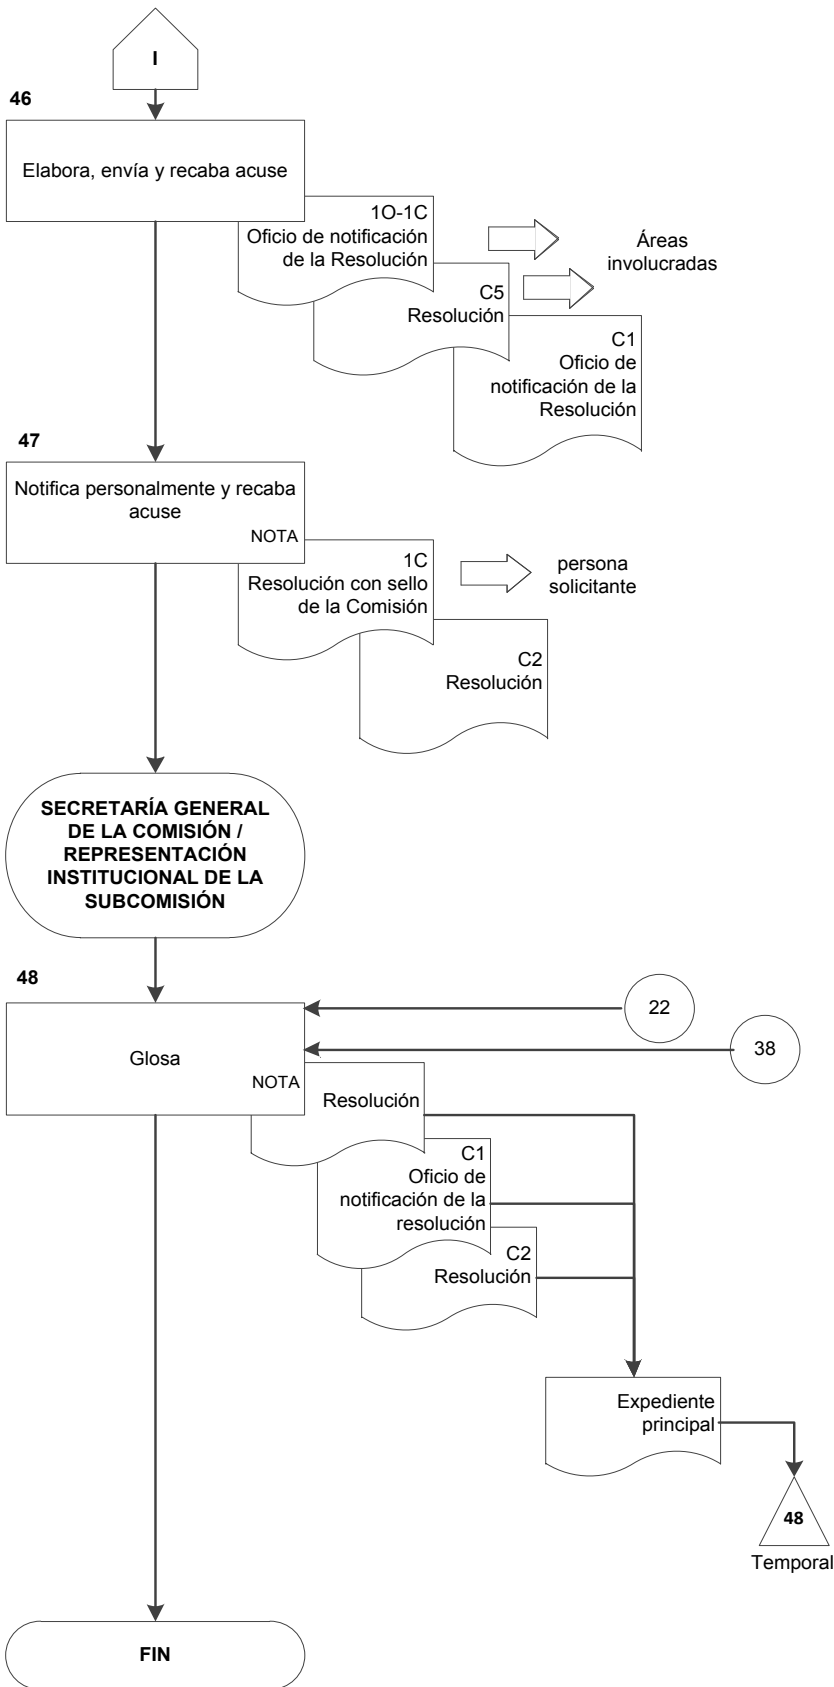 I
46
Elabora, envía y recaba acuse
1O-1C
Oficio de notificación
de la Resolución
Áreas
involucradas
C5
Resolución
C1
Oficio de
notificación de la
Resolución
47
Notifica personalmente y recaba
acuse
NOTA
1C
Resolución con sello
de la Comisión
persona
solicitante
C2
Resolución
SECRETARÍA GENERAL
DE LA COMISIÓN /
REPRESENTACIÓN
INSTITUCIONAL DE LA
SUBCOMISIÓN
48
22
38
Glosa
NOTA
Resolución
C1
Oficio de
notificación de la
resolución
C2
Resolución
Expediente
principal
48
Temporal
FIN